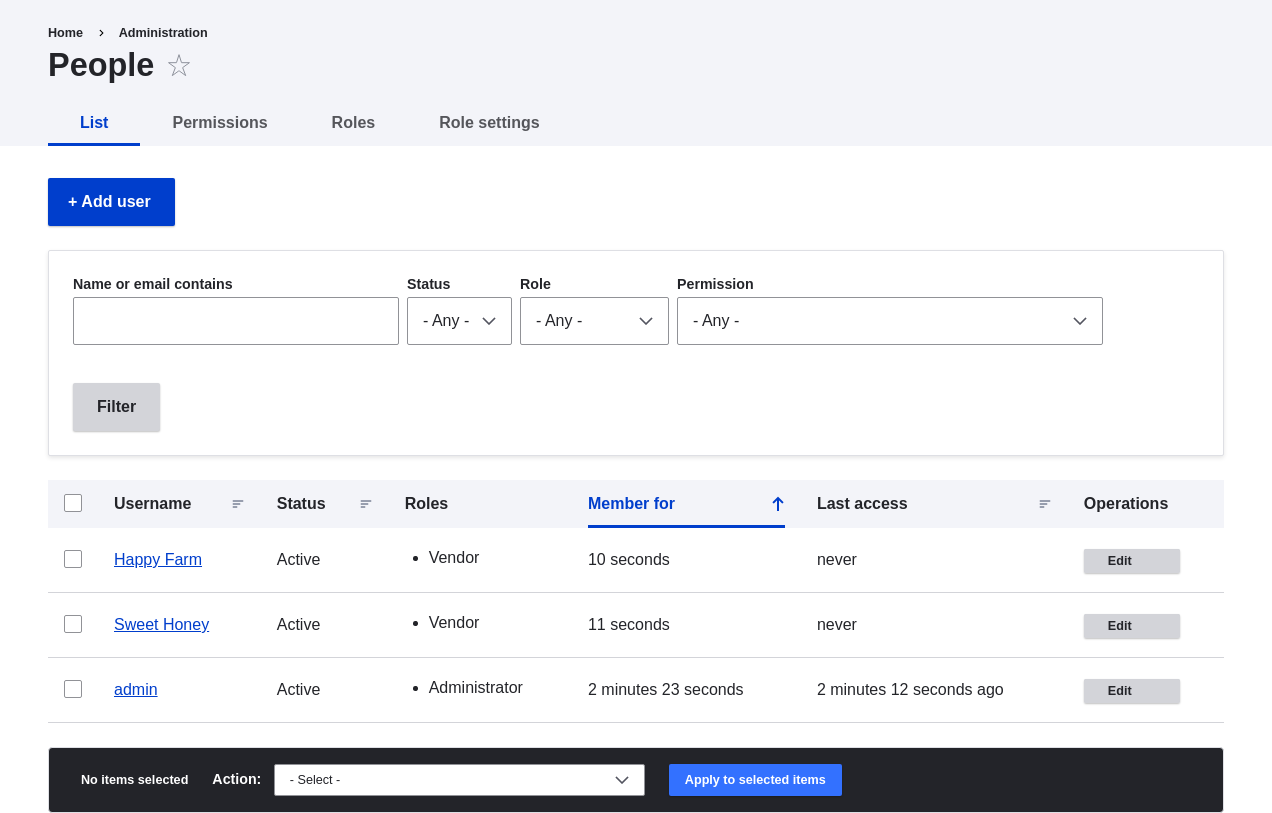 Home > Administration
People
List Permissions Roles Role settings
+ Add user
Name or email contains Status Role Permission
- Any - - Any - - Any -
Filter
Username Status Roles Member for Last access Operations
Happy Farm Active • Vendor 10 seconds never Edit
Sweet Honey Active • Vendor 11 seconds never Edit
admin Active • Administrator 2 minutes 23 seconds 2 minutes 12 seconds ago Edit
No items selected Action: - Select - Apply to selected items